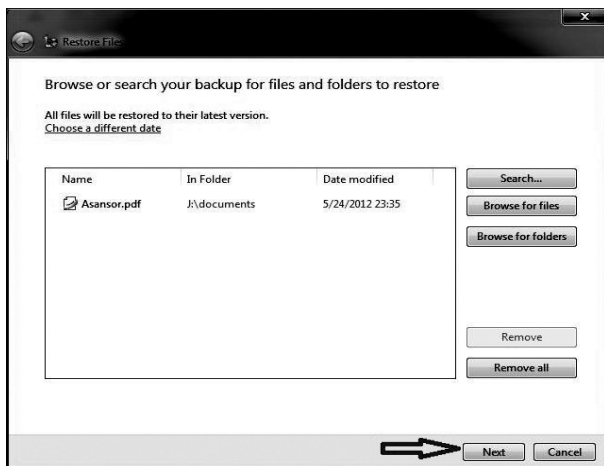 Restore Files
Browse or search your backup for files and folders to restore
All files will be restored to their latest version.
Choose a different date
Name In Folder Date modified
Asansor.pdf J:\documents 5/24/2012 23:35
Search...
Browse for files
Browse for folders
Remove
Remove all
Next Cancel